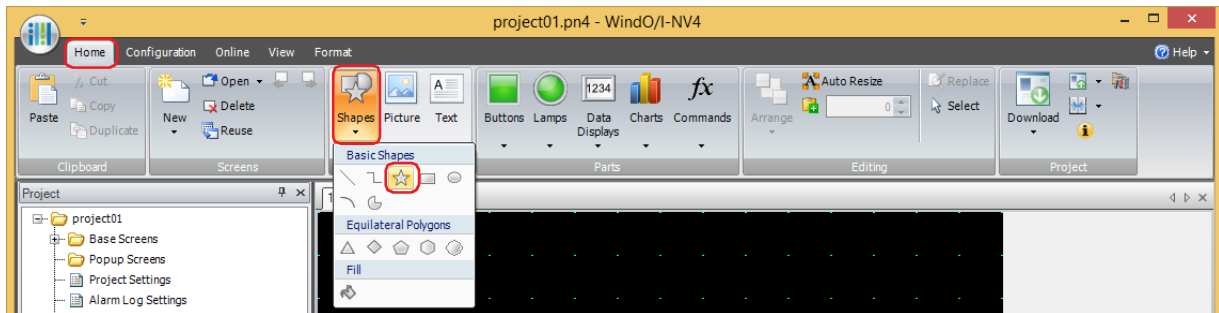 project01.pn4 - WindO/I-NV4
Home Configuration Online View Format Help
Cut Open Auto Resize Replace
Copy Delete 0 Select
Paste Duplicate New Reuse Shapes Picture Text Buttons Lamps 1234 Data Displays Charts fx Commands Arrange Download
Clipboard Screens Basic Shapes Parts Editing Project
Project
project01
Base Screens
Popup Screens
Project Settings
Alarm Log Settings
Equilateral Polygons
Fill